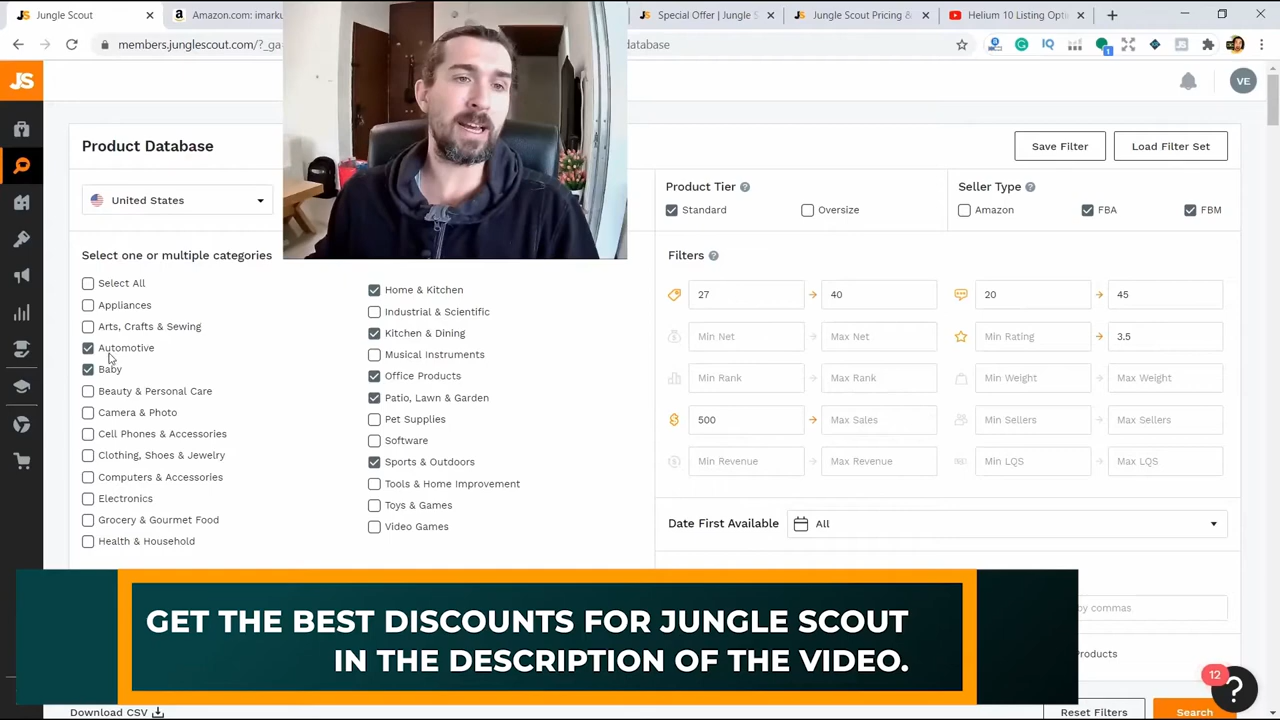 Jungle Scout
Amazon.com: imarku
Special Offer | Jungle S
Jungle Scout Pricing &
Helium 10 Listing Opti
members.junglescout.com/?_ga
database
IQ
1
JS
VE
Product Database
Save Filter
Load Filter Set
United States
Product Tier
Standard
Oversize
Seller Type
Amazon
FBA
FBM
Select one or multiple categories
Select All
Appliances
Arts, Crafts & Sewing
Automotive
Baby
Beauty & Personal Care
Camera & Photo
Cell Phones & Accessories
Clothing, Shoes & Jewelry
Computers & Accessories
Electronics
Grocery & Gourmet Food
Health & Household
Home & Kitchen
Industrial & Scientific
Kitchen & Dining
Musical Instruments
Office Products
Patio, Lawn & Garden
Pet Supplies
Software
Sports & Outdoors
Tools & Home Improvement
Toys & Games
Video Games
Filters
27
40
20
45
Min Net
Max Net
Min Rating
3.5
Min Rank
Max Rank
Min Weight
Max Weight
500
Max Sales
Min Sellers
Max Sellers
Min Revenue
Max Revenue
Min LQS
Max LQS
Date First Available
All
by commas
Products
GET THE BEST DISCOUNTS FOR JUNGLE SCOUT
IN THE DESCRIPTION OF THE VIDEO.
12
?
Download CSV
Reset Filters
Search